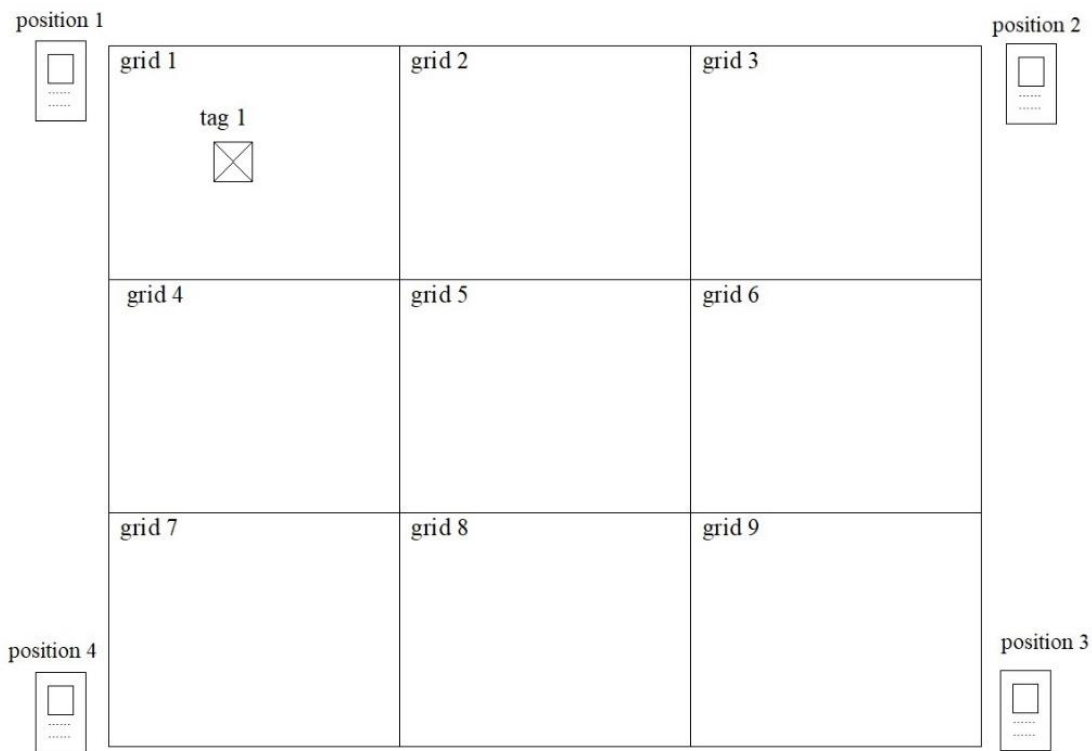 position 1
position 2
grid 1
grid 2
grid 3
tag 1
grid 4
grid 5
grid 6
grid 7
grid 8
grid 9
position 4
position 3